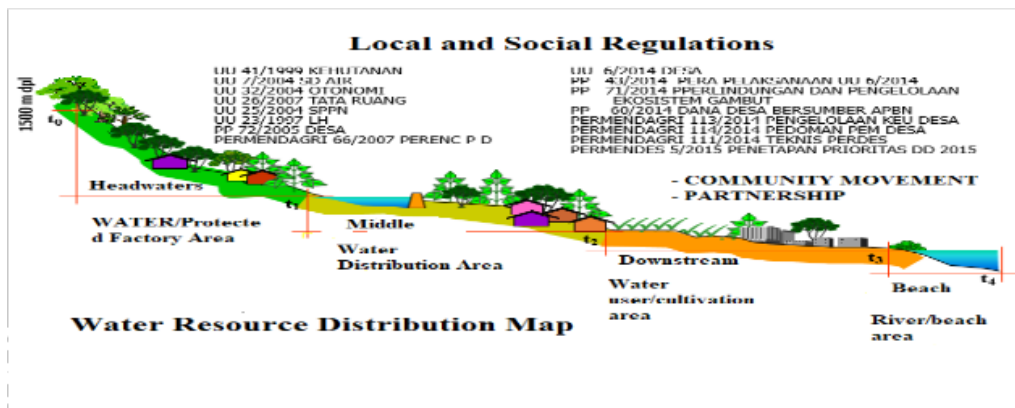 Local and Social Regulations
UU 41/1999 KEHUTANAN
UU 7/2004 SD AIR
UU 32/2004 OTONOMI
UU 26/2007 TATA RUANG
UU 25/2004 SPPN
UU 23/1997 LH
PP 72/2005 DESA
PERMENDAGRI 66/2007 PERENC P D
UU 6/2014 DESA
PP 43/2014 PERA PELAKSANAAN UU 6/2014
PP 71/2014 PPERLINDUNGAN DAN PENGELOLAAN
EKOSISTEM GAMBUT
PP 60/2014 DANA DESA BERSUMBER APBN
PERMENDAGRI 113/2014 PENGELOLAAN KEU DESA
PERMENDAGRI 114/2014 PEDOMAN PEM DESA
PERMENDAGRI 111/2014 TEKNIS PERDES
PERMENDES 5/2015 PENETAPAN PRIORITAS DD 2015
- COMMUNITY MOVEMENT
- PARTNERSHIP
1500 m dpl
t0
Headwaters
t1
WATER/Protecte
d Factory Area
Middle
t2
Water
Distribution Area
Downstream
t3
Water
user/cultivation
area
Beach
t4
River/beach
area
Water Resource Distribution Map